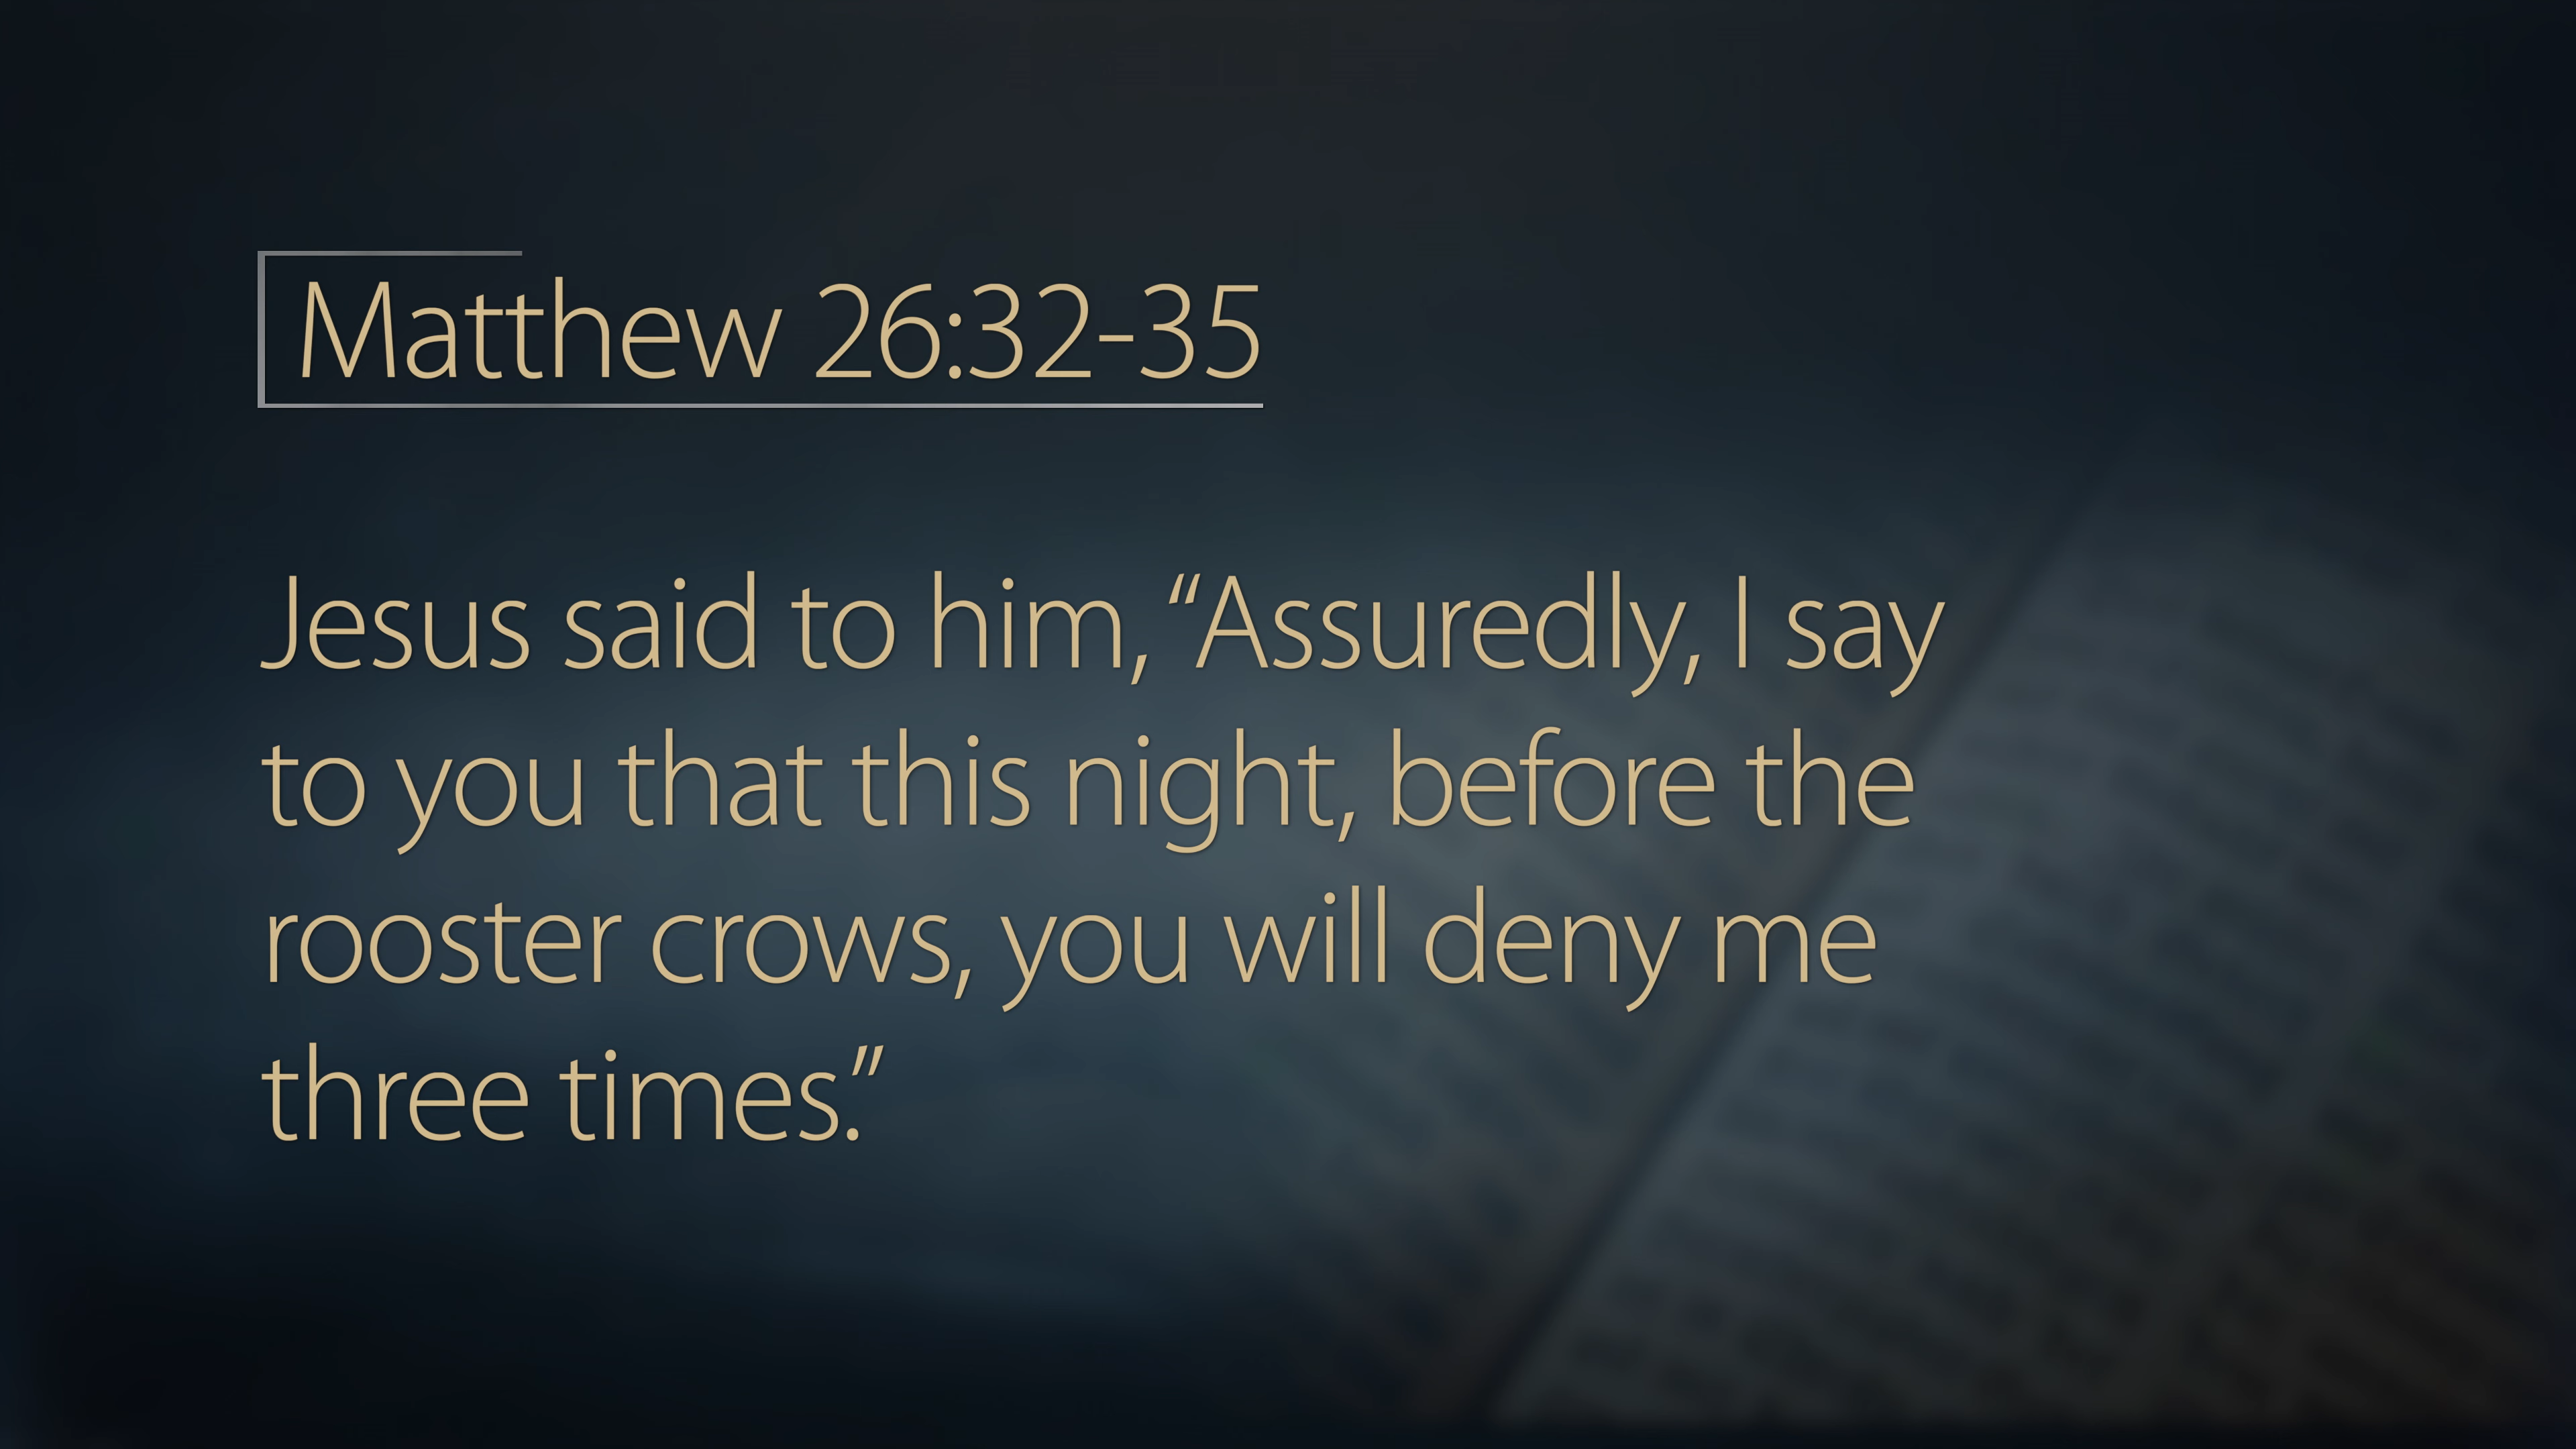 Matthew 26:32-35
Jesus said to him, “Assuredly, I say
to you that this night, before the
rooster crows, you will deny me
three times.”